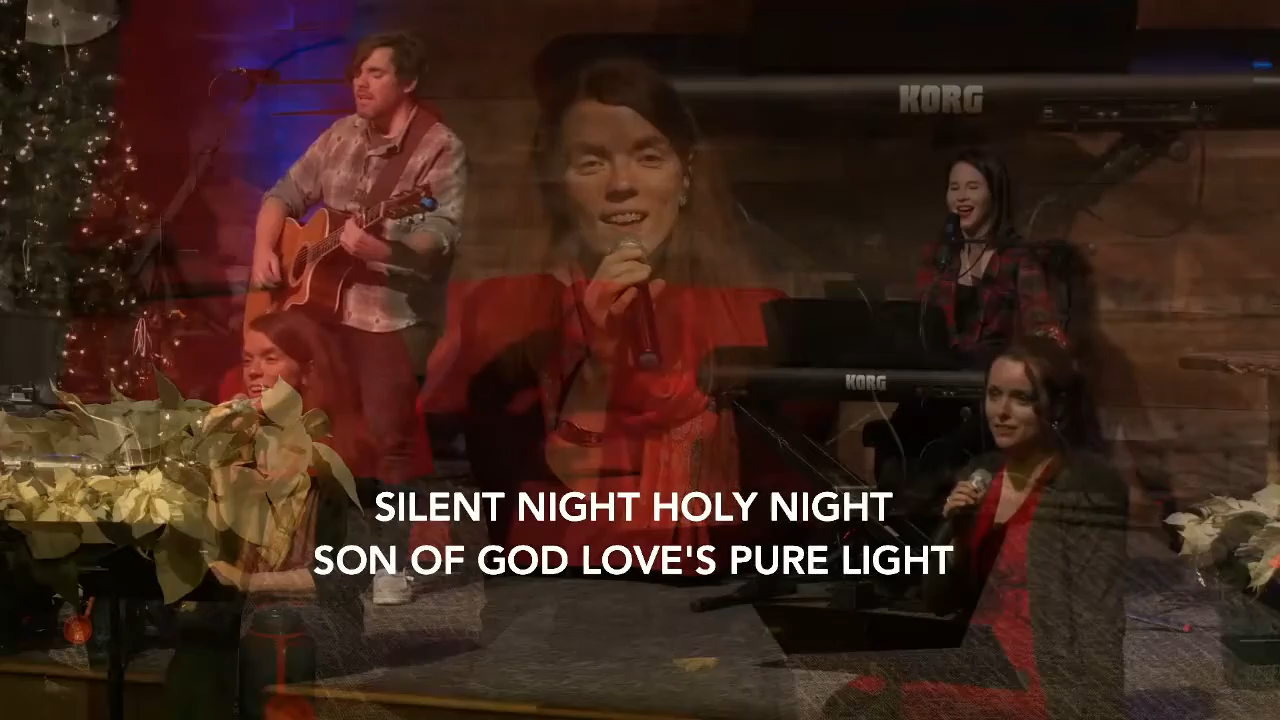 KORG
KORG
SILENT NIGHT HOLY NIGHT
SON OF GOD LOVE'S PURE LIGHT